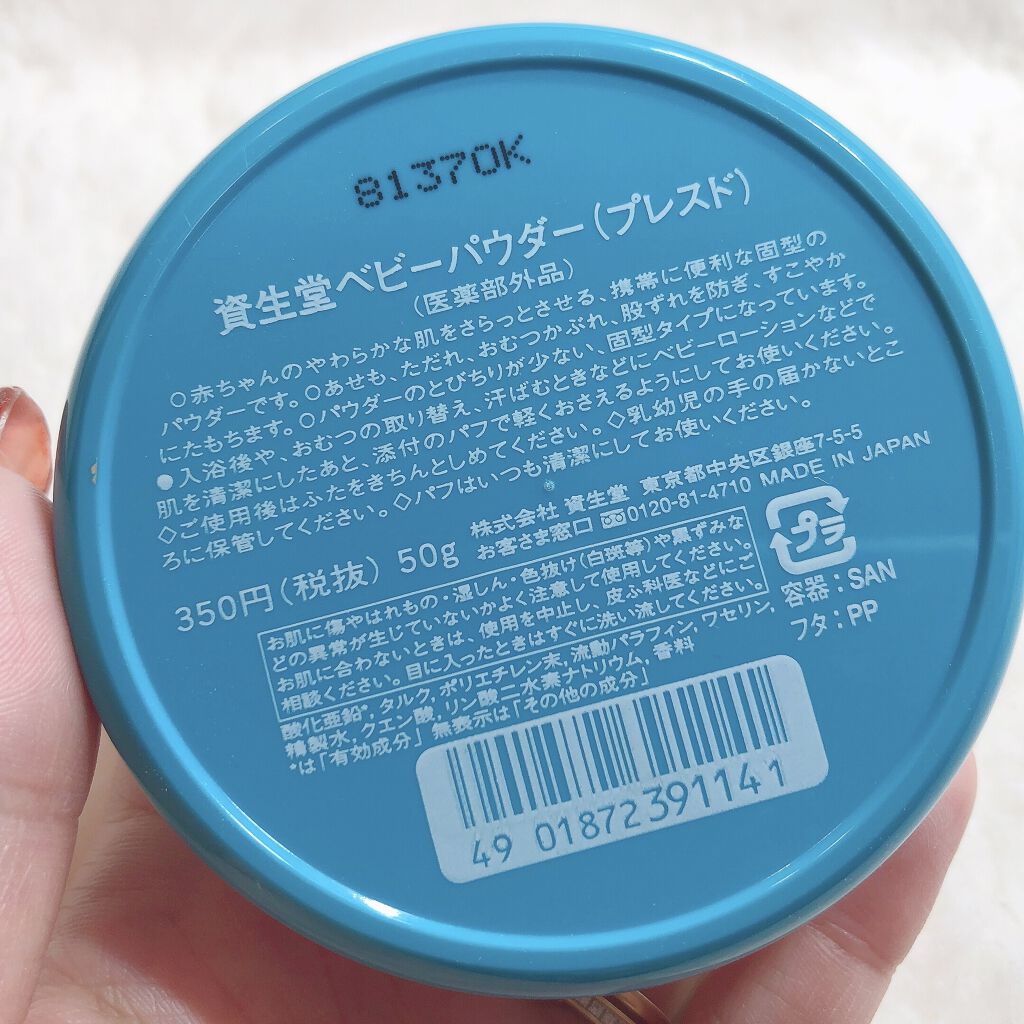 81370K
資生堂ベビーパウダー(プレスド)
(医薬部外品)
○赤ちゃんのやわらかな肌をさらっとさせる、携帯に便利な固型の
パウダーです。○あせも、ただれ、おむつかぶれ、股ずれを防ぎ、すこやか
にたもちます。○パウダーのとびちりが少ない、固型タイプになっています。
●入浴後や、おむつの取り替え、汗ばむときなどにベビーローションなどで
肌を清潔にしたあと、添付のパフで軽くおさえるようにしてお使いください。
◇ご使用後はふたをきちんとしめてください。◇乳幼児の手の届かないとこ
ろに保管してください。◇パフはいつも清潔にしてお使いください。
350円(税抜) 50g
株式会社 資生堂 東京都中央区銀座7-5-5
お客さま窓口 0120-81-4710 MADE IN JAPAN
お肌に傷やはれもの・湿しん・色抜け(白斑等)や黒ずみな
どの異常が生じていないかよく注意して使用してください。
お肌に合わないときは、使用を中止し、皮ふ科医などにご
相談ください。目に入ったときはすぐに洗い流してください。
プラ
容器:SAN
フタ:PP
酸化亜鉛*,タルク,ポリエチレン末,流動パラフィン,ワセリン,
精製水,クエン酸,リン酸二水素ナトリウム,香料
*は「有効成分」無表示は「その他の成分」
49 01872391141